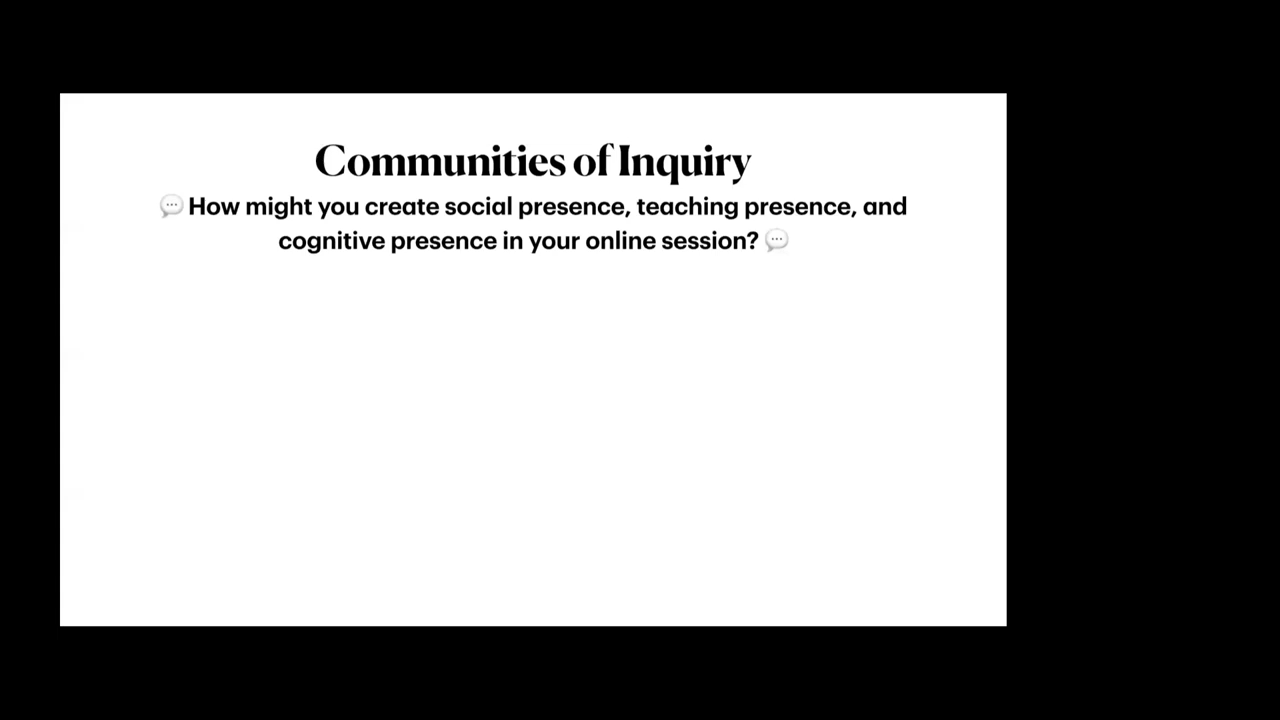 Communities of Inquiry
💬 How might you create social presence, teaching presence, and
cognitive presence in your online session? 💬